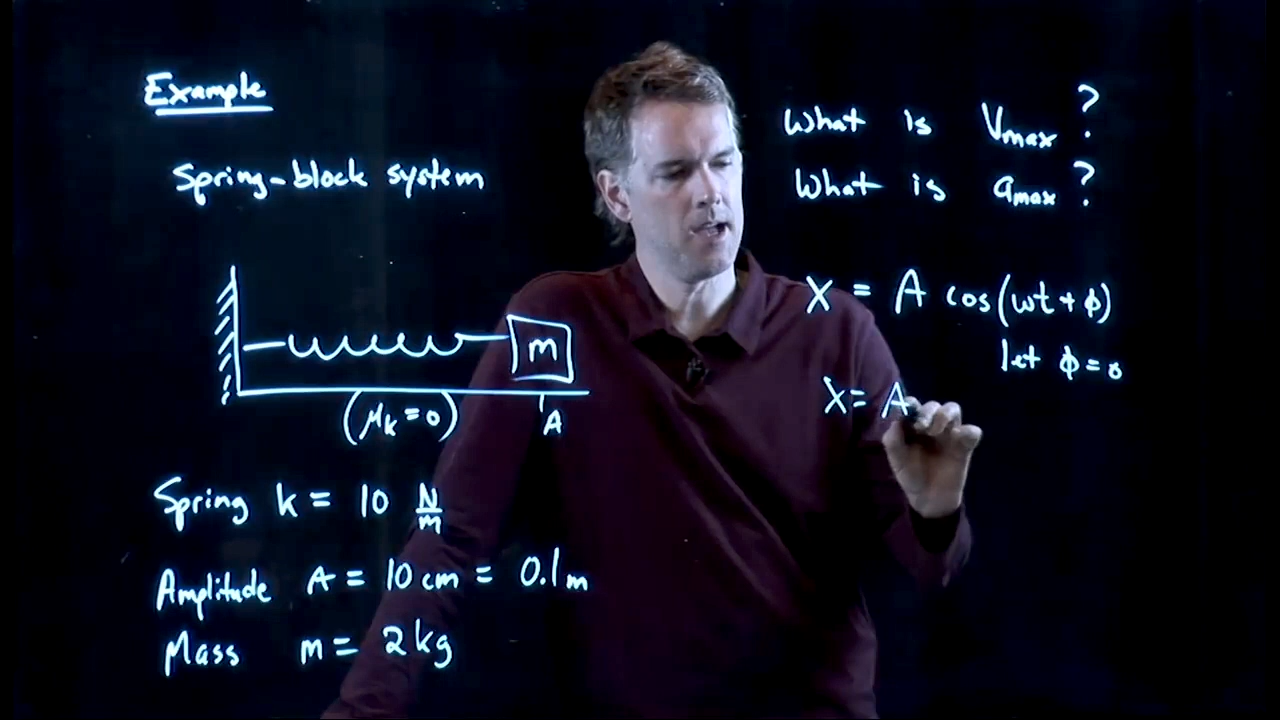 Example
Spring-block system
m
(μₖ = 0)
A
Spring k = 10 N/m
Amplitude A = 10 cm = 0.1 m
Mass m = 2 kg
What is Vmax ?
What is amax ?
X = A cos(ωt + ϕ)
let ϕ = 0
X = A